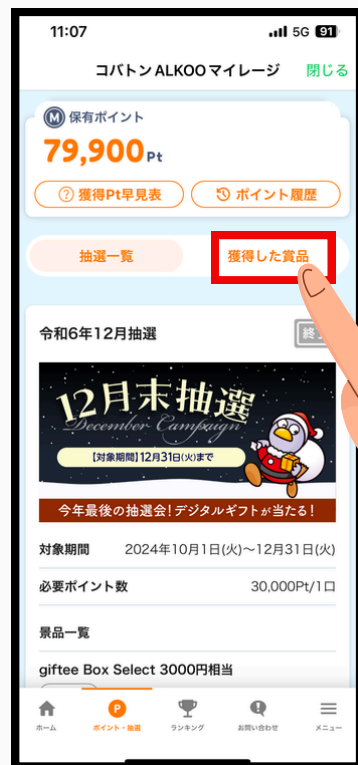 11:07 5G 91
コバトン ALKOO マイレージ 閉じる
M 保有ポイント
79,900 Pt
? 獲得Pt早見表 ポイント履歴
抽選一覧 獲得した賞品
令和6年12月抽選
12月末抽選
December Campaign
【対象期間】12月31日(火)まで
今年最後の抽選会!デジタルギフトが当たる!
対象期間 2024年10月1日(火)~12月31日(火)
必要ポイント数 30,000Pt/1口
景品一覧
giftee Box Select 3000円相当
P
ホーム ポイント・抽選 ランキング お問い合わせ メニュー